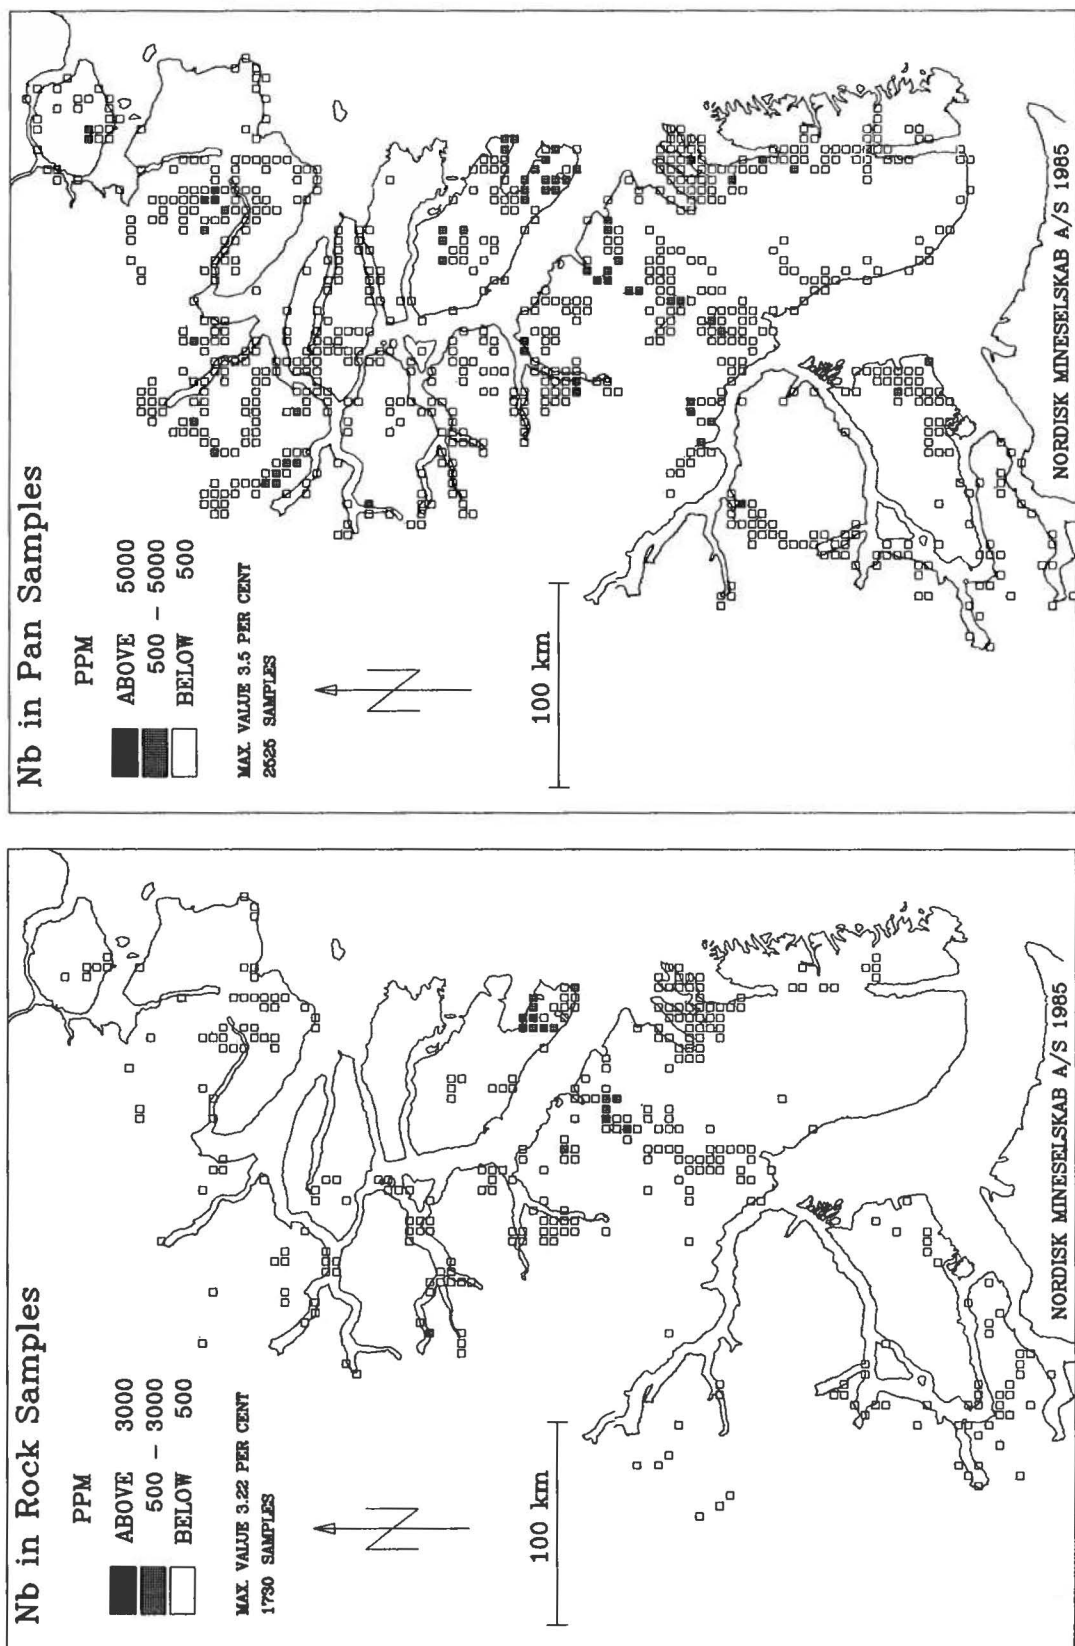 Nb in Pan Samples
PPM
ABOVE 5000
500 - 5000
BELOW 500
MAX. VALUE 3.5 PER CENT
2525 SAMPLES
N
100 km
NORDISK MINESELSKAB A/S 1985
Nb in Rock Samples
PPM
ABOVE 3000
500 - 3000
BELOW 500
MAX. VALUE 3.22 PER CENT
1730 SAMPLES
N
100 km
NORDISK MINESELSKAB A/S 1985